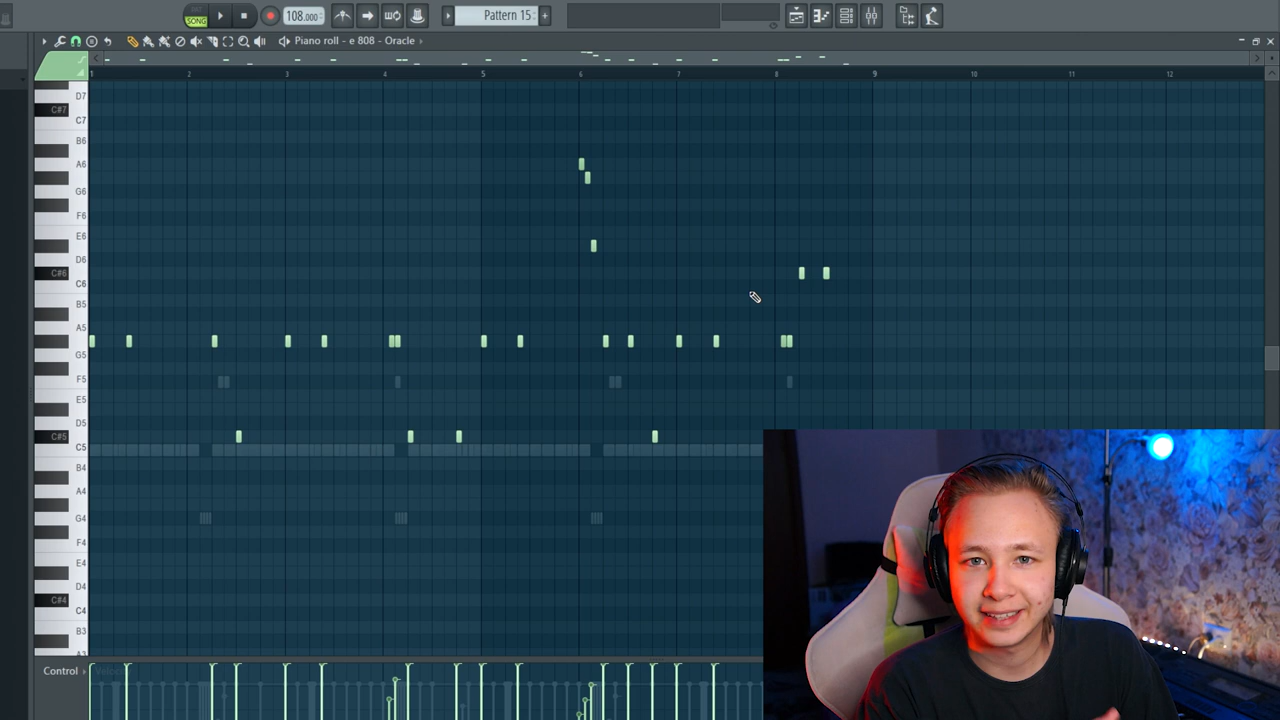 SONG 108.000 Pattern 15 +
Piano roll - e 808 - Oracle
1 2 3 4 5 6 7 8 9 10 11 12
D7
C#7
C7
B6
A6
G6
F6
E6
D6
C#6
C6
B5
A5
G5
F5
E5
D5
C#5
C5
B4
A4
G4
F4
E4
D4
C#4
C4
B3
A3
Control